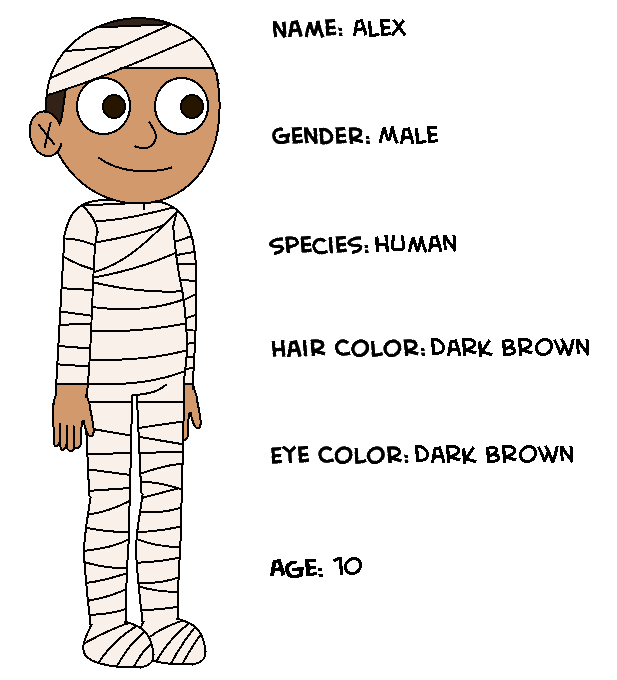 NAME: ALEX
GENDER: MALE
SPECIES: HUMAN
HAIR COLOR: DARK BROWN
EYE COLOR: DARK BROWN
AGE: 10